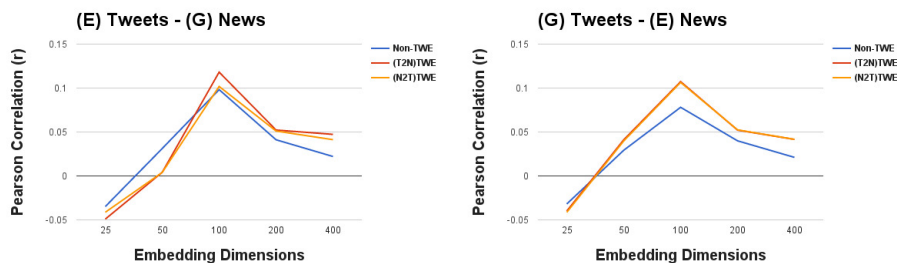 (E) Tweets - (G) News
Pearson Correlation (r)
0.15
0.1
0.05
0
-0.05
25 50 100 200 400
Embedding Dimensions
Non-TWE
(T2N)TWE
(N2T)TWE
(G) Tweets - (E) News
Pearson Correlation (r)
0.15
0.1
0.05
0
-0.05
25 50 100 200 400
Embedding Dimensions
Non-TWE
(T2N)TWE
(N2T)TWE